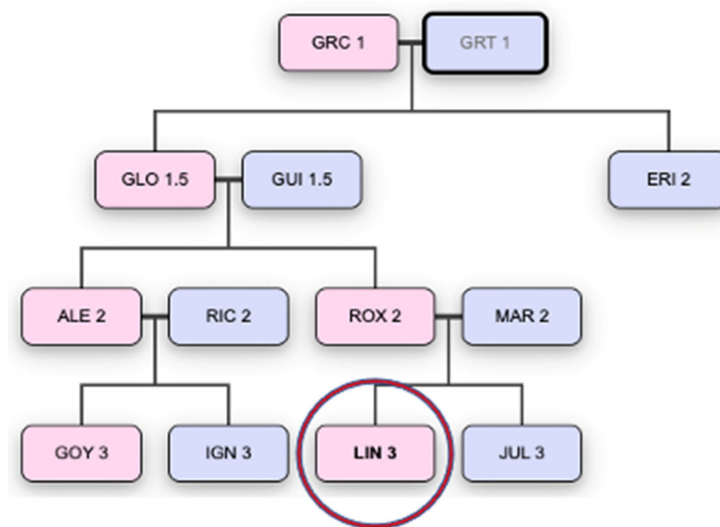 GRC 1
GRT 1
GLO 1.5
GUI 1.5
ERI 2
ALE 2
RIC 2
ROX 2
MAR 2
GOY 3
IGN 3
LIN 3
JUL 3